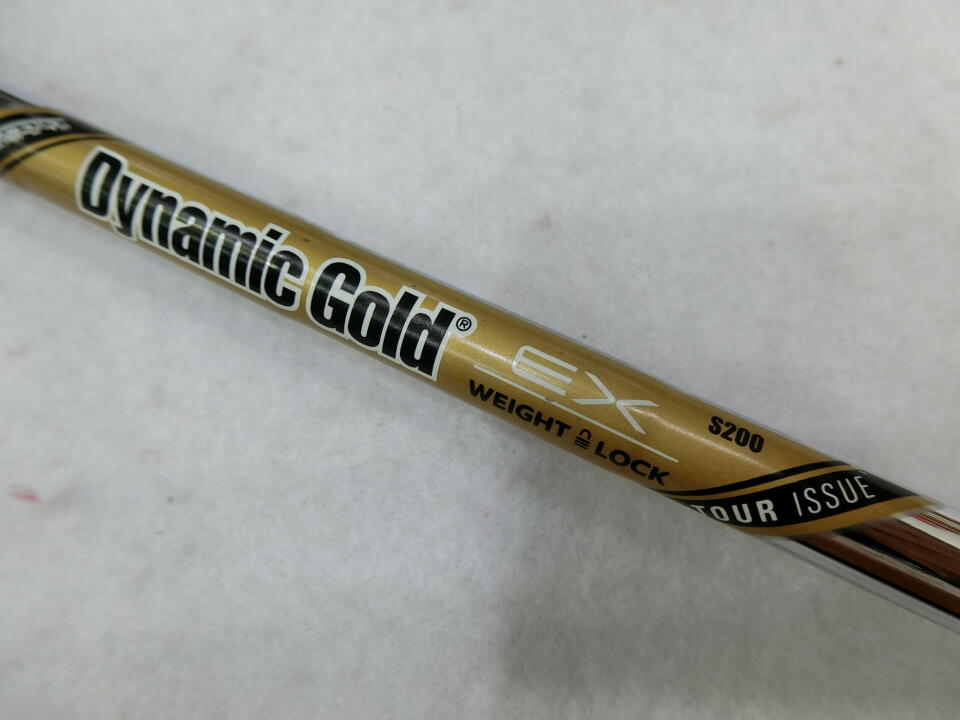 Dynamic Gold®
EX
WEIGHT LOCK
S200
TOUR ISSUE